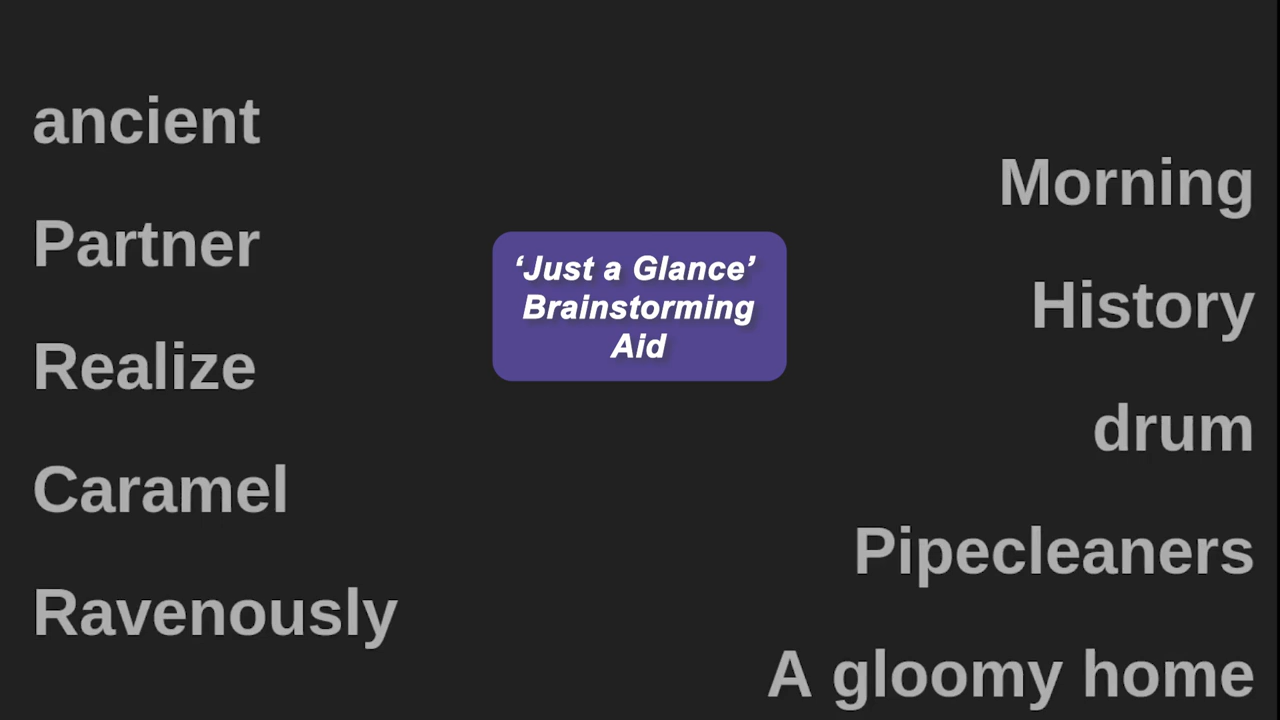 ancient
Partner
Realize
Caramel
Ravenously
‘Just a Glance’
Brainstorming
Aid
Morning
History
drum
Pipecleaners
A gloomy home